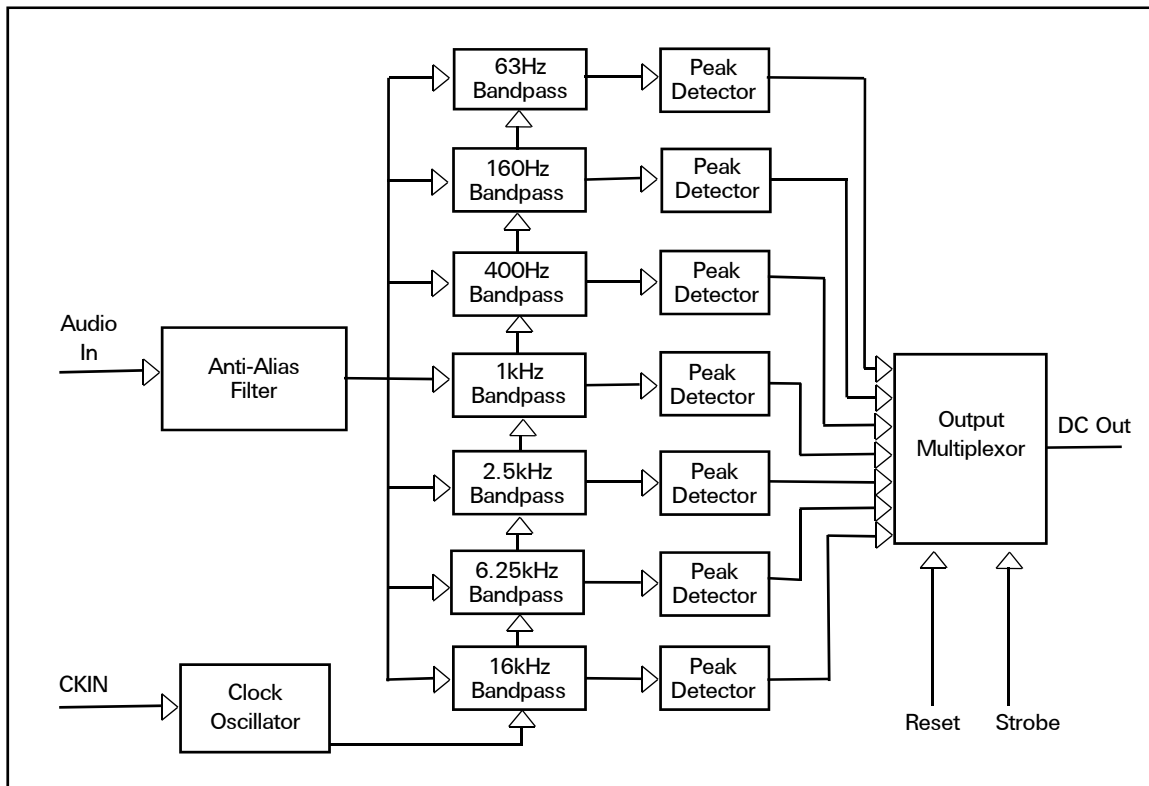 63Hz
Bandpass
Peak
Detector
160Hz
Bandpass
Peak
Detector
400Hz
Bandpass
Peak
Detector
Audio
In
Anti-Alias
Filter
1kHz
Bandpass
Peak
Detector
Output
Multiplexor
DC Out
2.5kHz
Bandpass
Peak
Detector
6.25kHz
Bandpass
Peak
Detector
16kHz
Bandpass
Peak
Detector
CKIN
Clock
Oscillator
Reset
Strobe